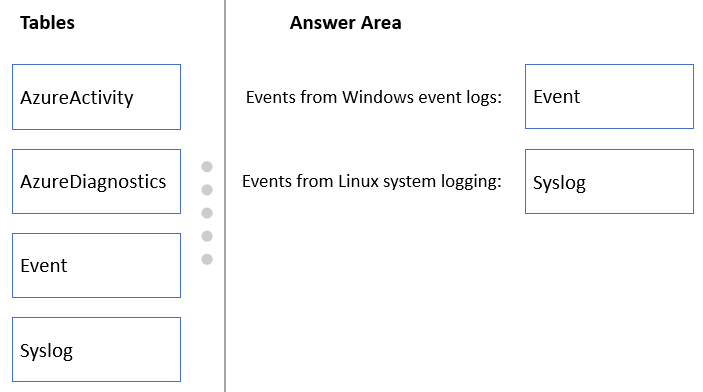 Tables
AzureActivity
AzureDiagnostics
Event
Syslog
Answer Area
Events from Windows event logs: Event
Events from Linux system logging: Syslog